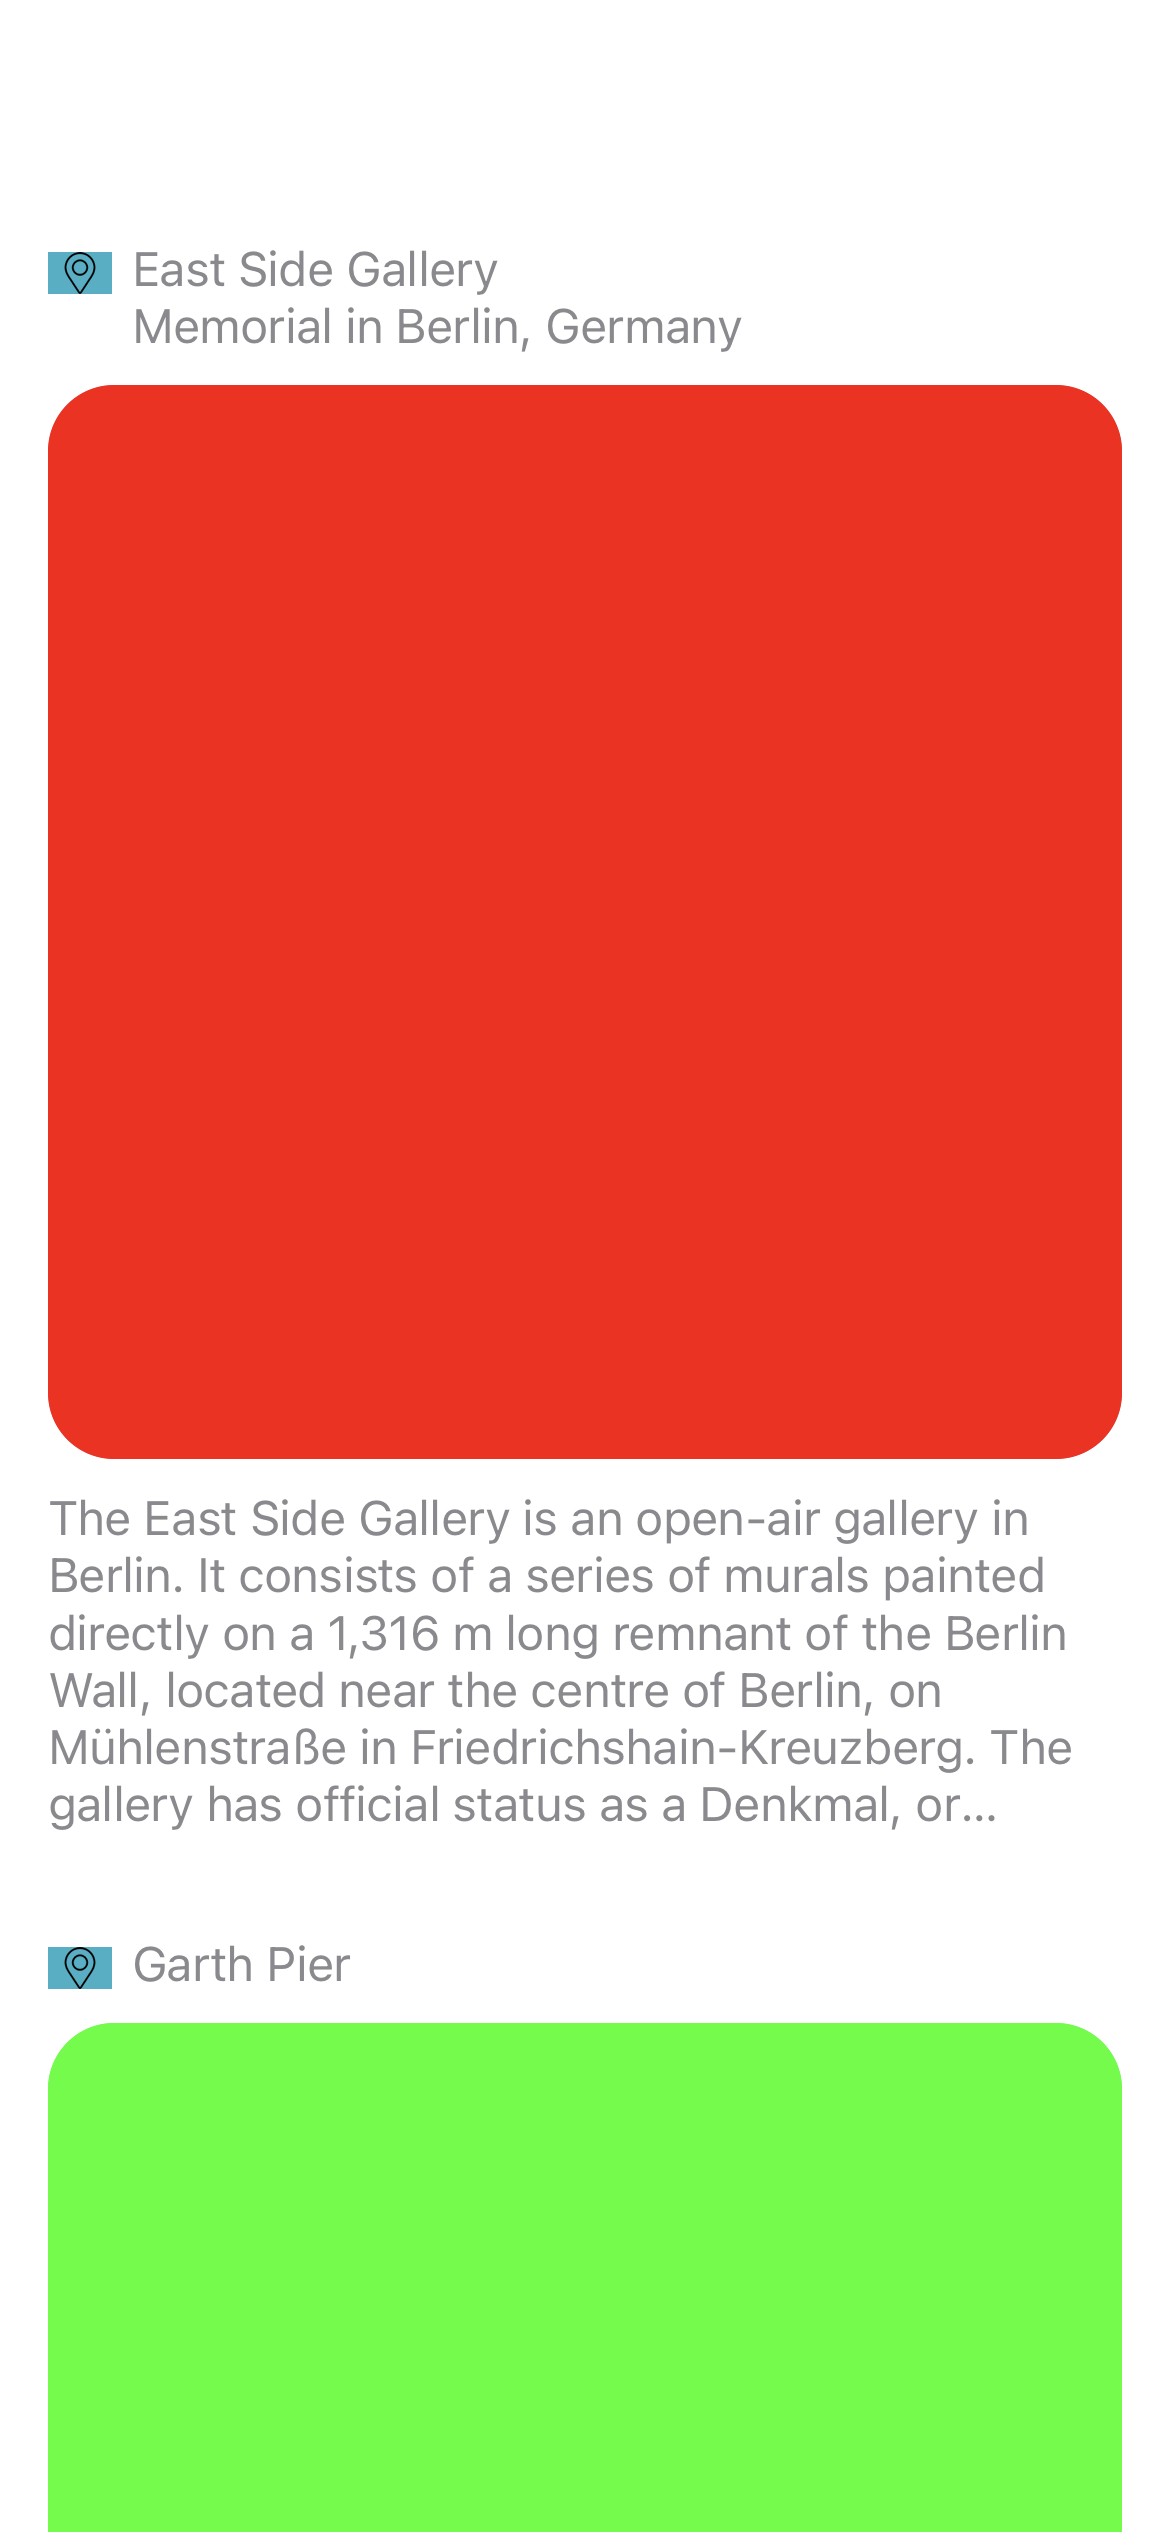 East Side Gallery
Memorial in Berlin, Germany
The East Side Gallery is an open-air gallery in
Berlin. It consists of a series of murals painted
directly on a 1,316 m long remnant of the Berlin
Wall, located near the centre of Berlin, on
Mühlenstraße in Friedrichshain-Kreuzberg. The
gallery has official status as a Denkmal, or...
Garth Pier